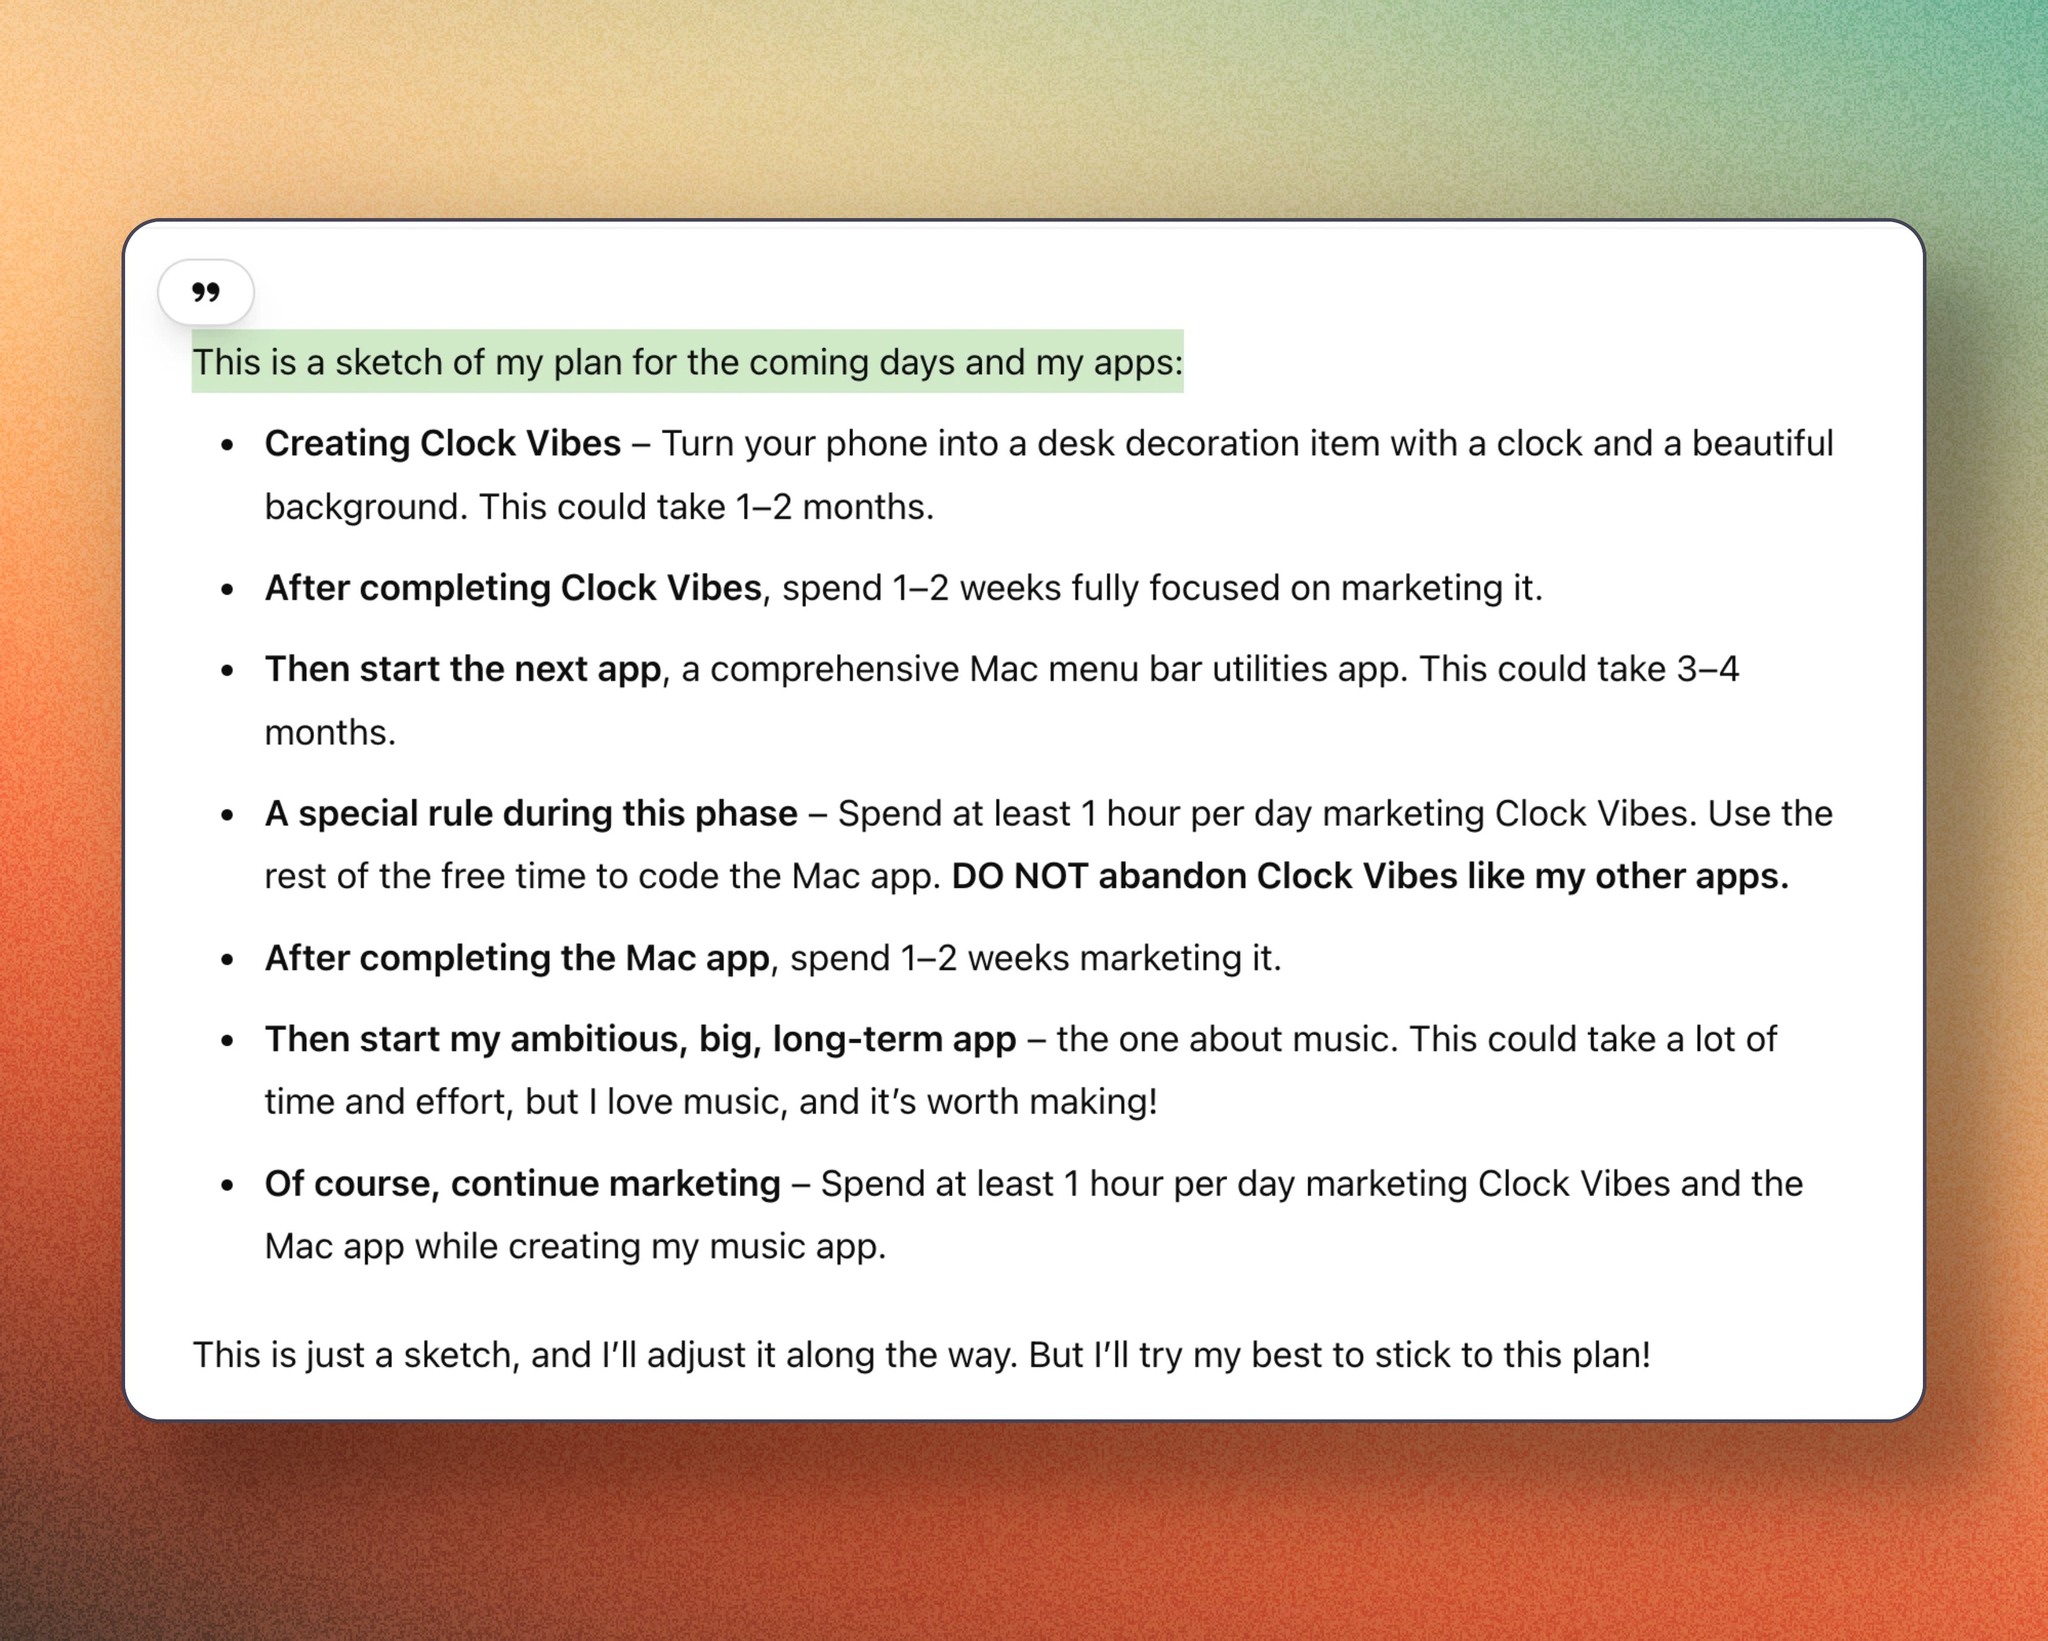 ”
This is a sketch of my plan for the coming days and my apps:
• Creating Clock Vibes – Turn your phone into a desk decoration item with a clock and a beautiful
background. This could take 1–2 months.
• After completing Clock Vibes, spend 1–2 weeks fully focused on marketing it.
• Then start the next app, a comprehensive Mac menu bar utilities app. This could take 3–4
months.
• A special rule during this phase – Spend at least 1 hour per day marketing Clock Vibes. Use the
rest of the free time to code the Mac app. DO NOT abandon Clock Vibes like my other apps.
• After completing the Mac app, spend 1–2 weeks marketing it.
• Then start my ambitious, big, long-term app – the one about music. This could take a lot of
time and effort, but I love music, and it’s worth making!
• Of course, continue marketing – Spend at least 1 hour per day marketing Clock Vibes and the
Mac app while creating my music app.
This is just a sketch, and I’ll adjust it along the way. But I’ll try my best to stick to this plan!